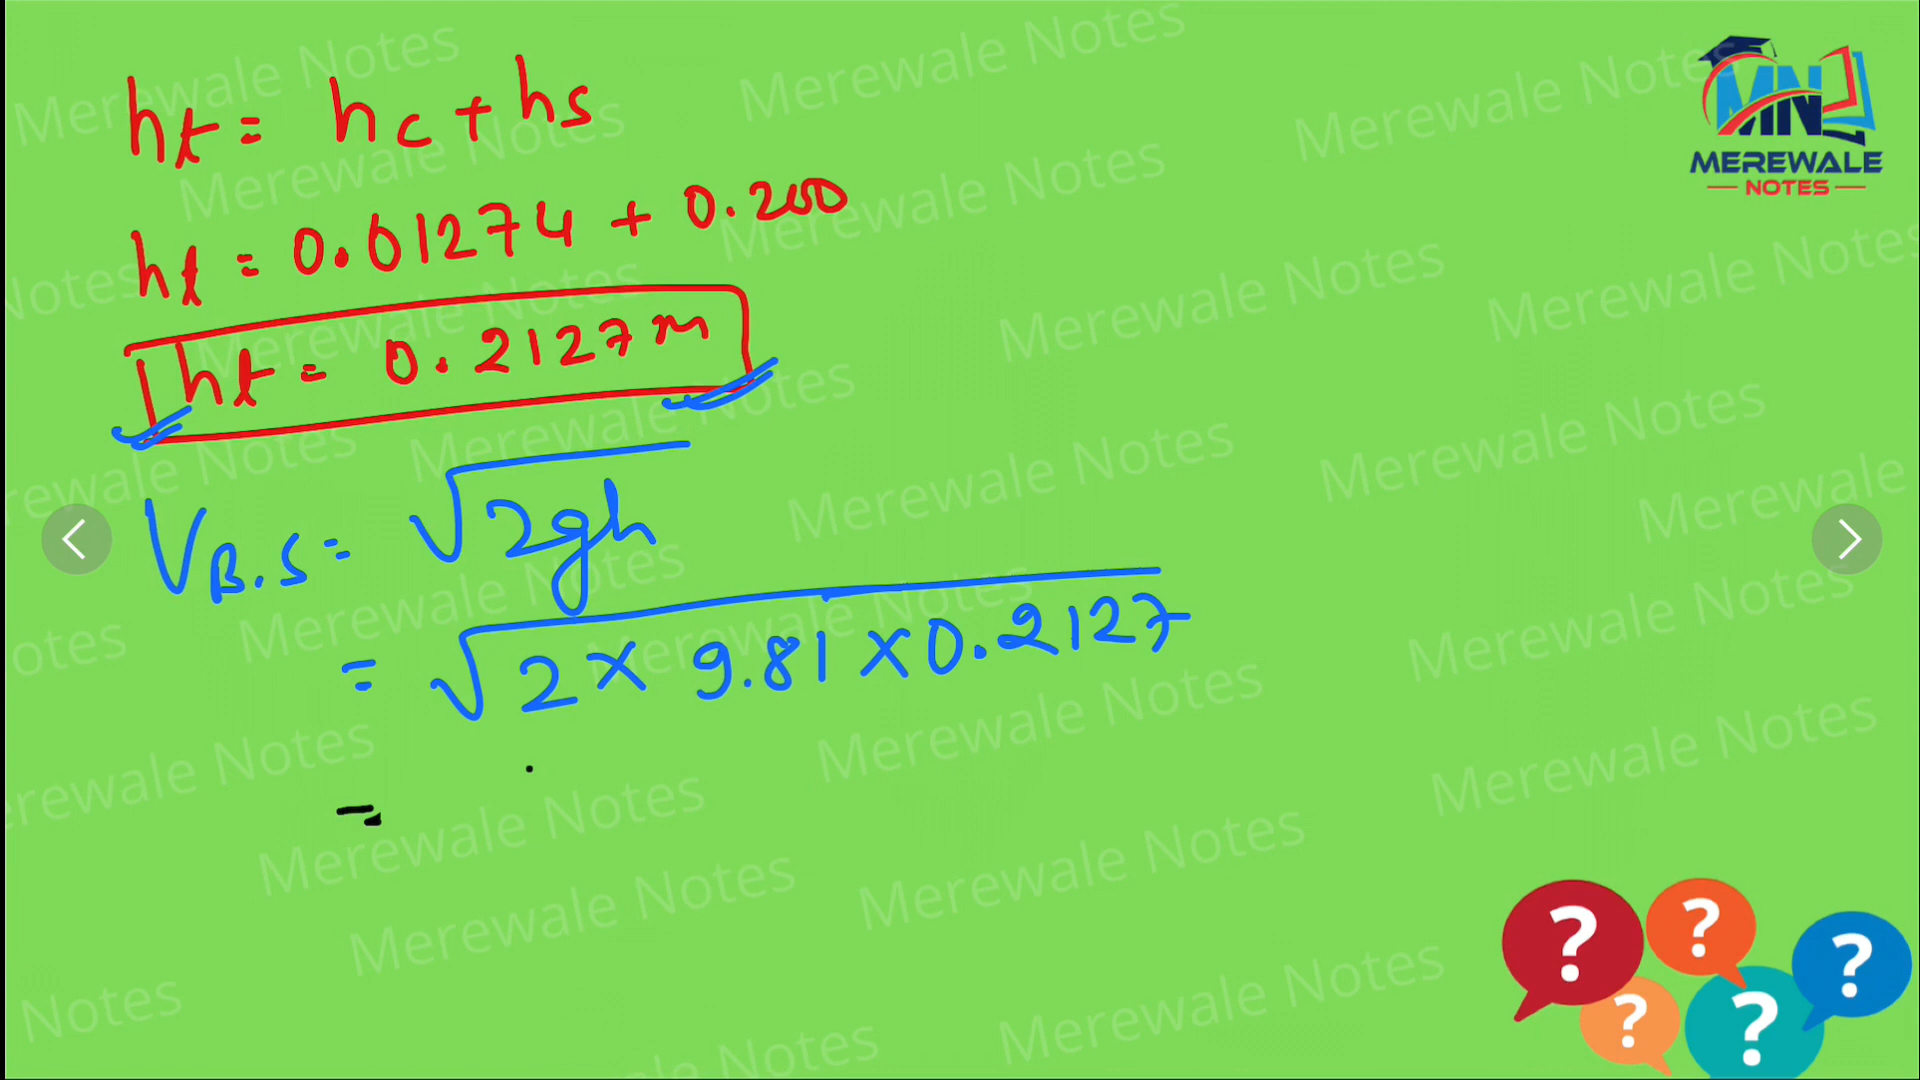 ht = hc + hs
ht = 0.01274 + 0.200
ht = 0.2127m
VB.S = √2gh
= √2 × 9.81 × 0.2127
=
MN
MEREWALE
NOTES
? ? ?
? ?
Merewale Notes